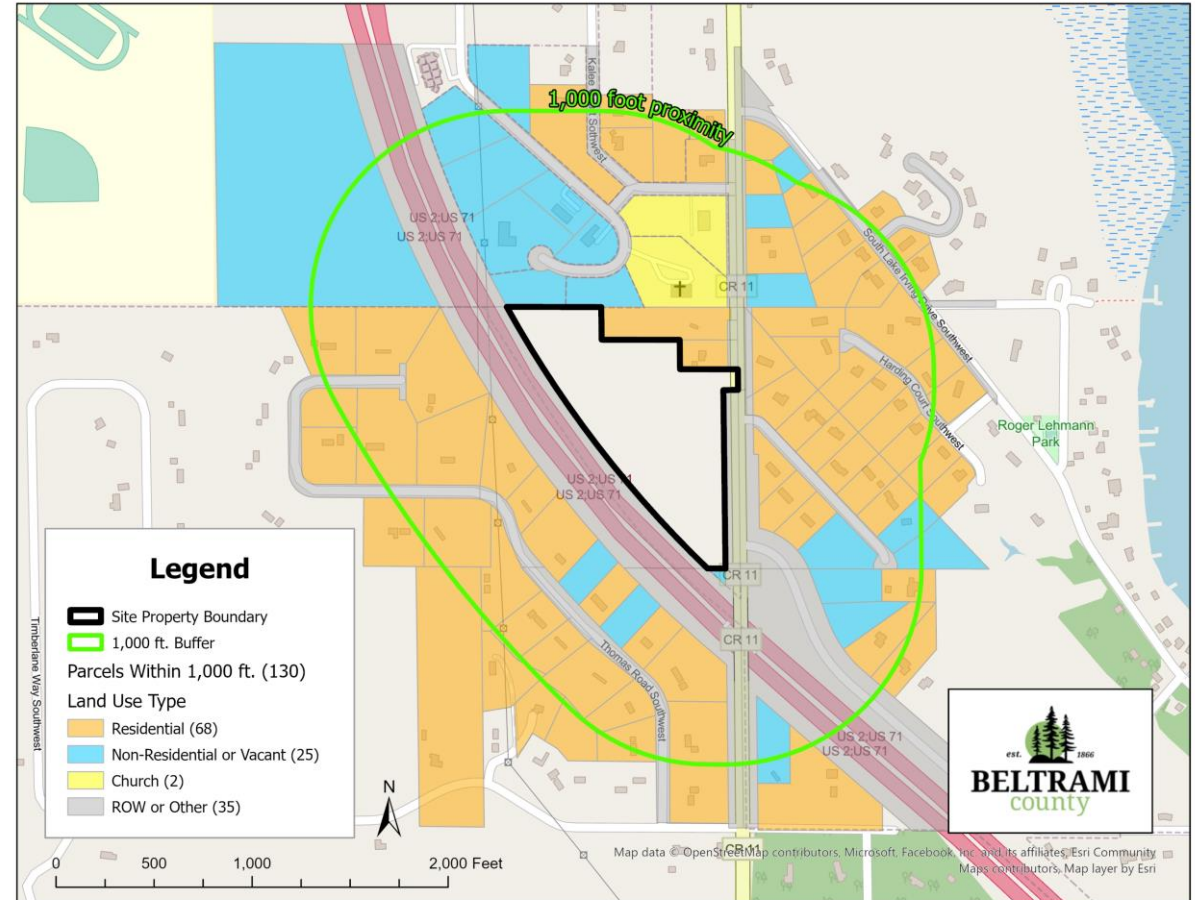 1,000 foot proximity
US 2;US 71
US 2;US 71
CR 11
South Lake Irving Drive Southwest
Harding Court Southwest
Roger Lehmann
Park
US 2;US 71
US 2;US 71
CR 11
CR 11
Thomas Road Southwest
Timberlane Way Southwest
US 2;US 71
US 2;US 71
CR 11
Legend
Site Property Boundary
1,000 ft. Buffer
Parcels Within 1,000 ft. (130)
Land Use Type
Residential (68)
Non-Residential or Vacant (25)
Church (2)
ROW or Other (35)
N
0 500 1,000 2,000 Feet
est. 1866
BELTRAMI
county
Map data © OpenStreetMap contributors, Microsoft, Facebook, Inc. and its affiliates, Esri Community
Maps contributors, Map layer by Esri